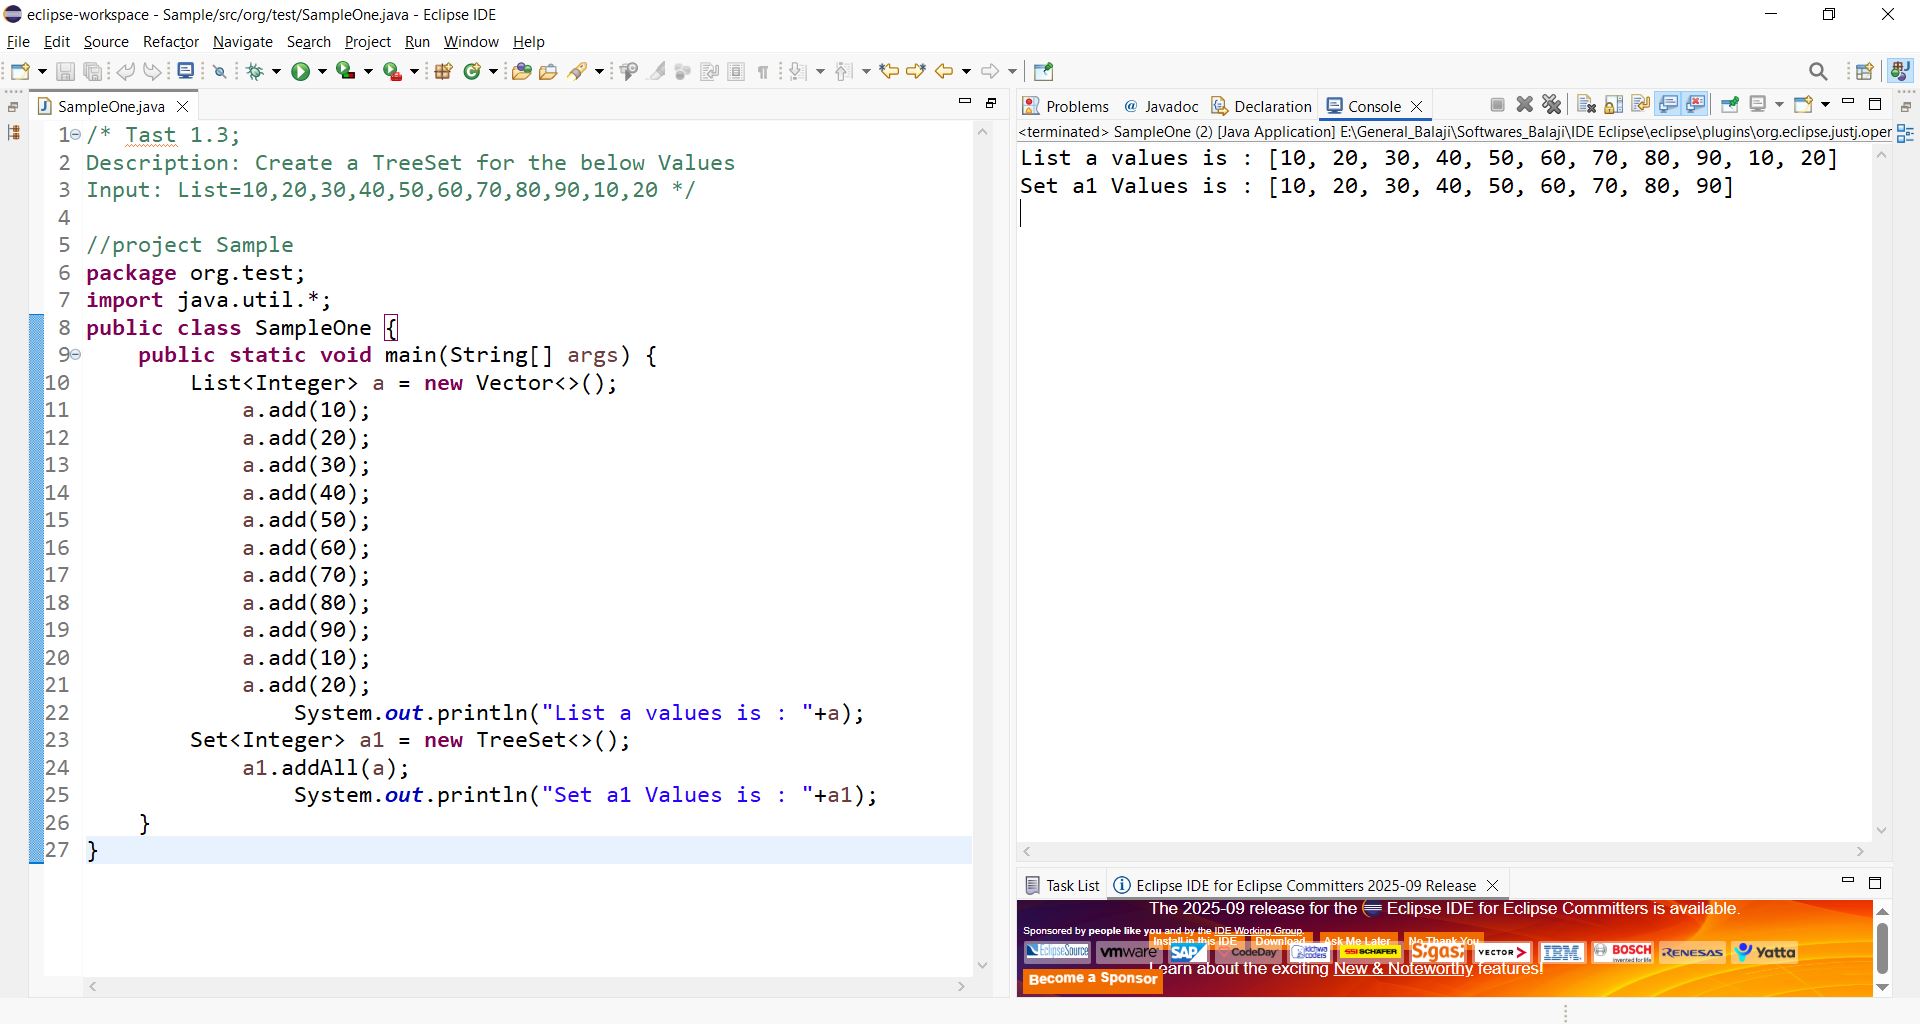 eclipse-workspace - Sample/src/org/test/SampleOne.java - Eclipse IDE
File Edit Source Refactor Navigate Search Project Run Window Help
SampleOne.java
1 /* Tast 1.3;
2 Description: Create a TreeSet for the below Values
3 Input: List=10,20,30,40,50,60,70,80,90,10,20 */
4
5 //project Sample
6 package org.test;
7 import java.util.*;
8 public class SampleOne {
9 public static void main(String[] args) {
10 List<Integer> a = new Vector<>();
11 a.add(10);
12 a.add(20);
13 a.add(30);
14 a.add(40);
15 a.add(50);
16 a.add(60);
17 a.add(70);
18 a.add(80);
19 a.add(90);
20 a.add(10);
21 a.add(20);
22 System.out.println("List a values is : "+a);
23 Set<Integer> a1 = new TreeSet<>();
24 a1.addAll(a);
25 System.out.println("Set a1 Values is : "+a1);
26 }
27 }
Problems Javadoc Declaration Console
<terminated> SampleOne (2) [Java Application] E:\General_Balaji\Softwares_Balaji\IDE Eclipse\eclipse\plugins\org.eclipse.justj.oper
List a values is : [10, 20, 30, 40, 50, 60, 70, 80, 90, 10, 20]
Set a1 Values is : [10, 20, 30, 40, 50, 60, 70, 80, 90]
Task List Eclipse IDE for Eclipse Committers 2025-09 Release
The 2025-09 release for the Eclipse IDE for Eclipse Committers is available.
Sponsored by people like you and by the IDE Working Group.
Install in this IDE Download Ask Me Later No Thank You
EclipseSource vmware SAP CodeDay kichwa coders SSI SCHAEFER Sigasi VECTOR IBM BOSCH RENESAS Yatta
Learn about the exciting New & Noteworthy features!
Become a Sponsor